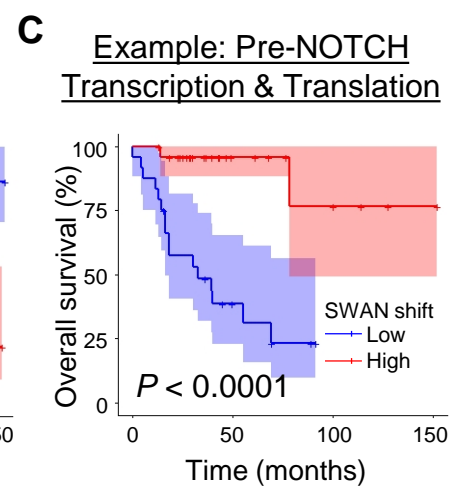 C
Example: Pre-NOTCH
Transcription & Translation
Overall survival (%)
100
75
50
25
0
SWAN shift
Low
High
P < 0.0001
0
50
100
150
Time (months)